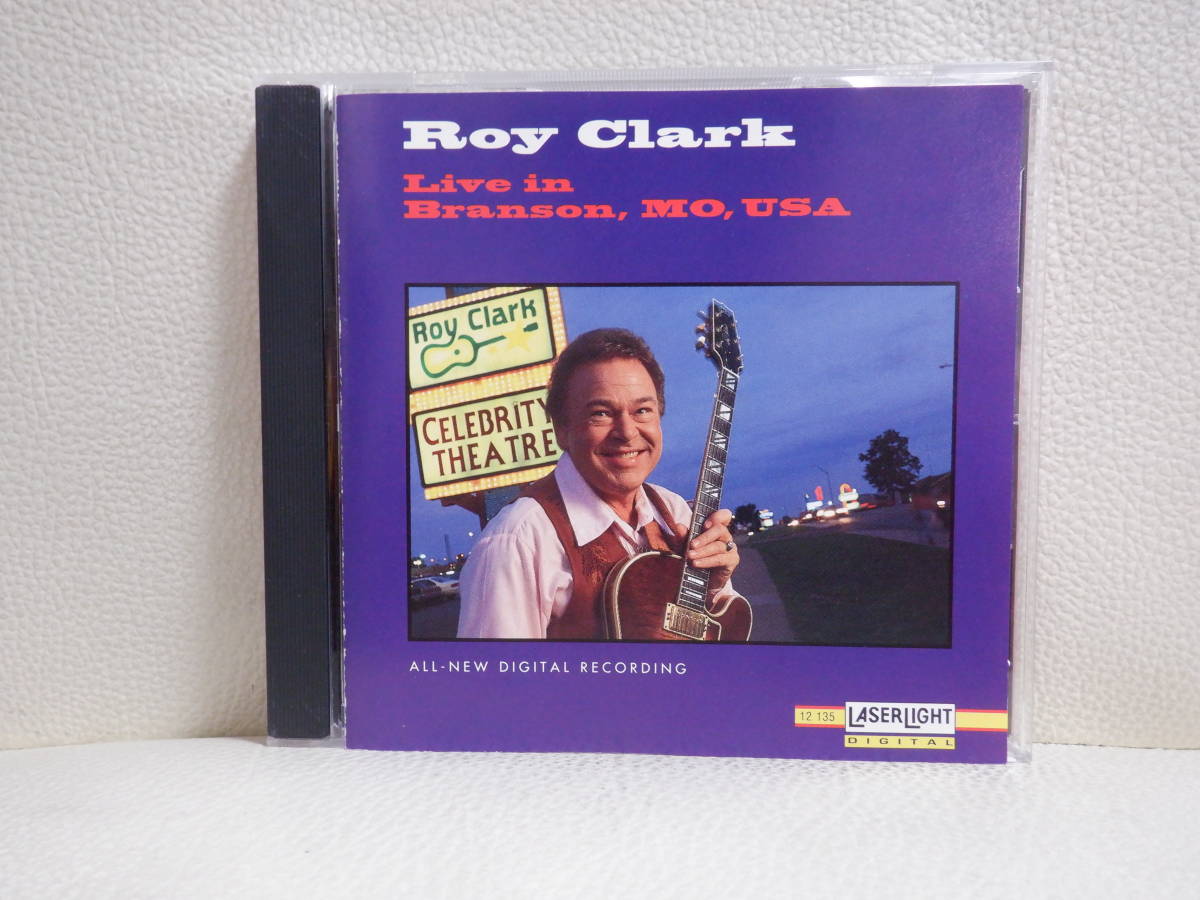 Roy Clark
Live in
Branson, MO, USA
Roy Clark
CELEBRITY
THEATRE
ALL-NEW DIGITAL RECORDING
12 135
LASERLIGHT
DIGITAL